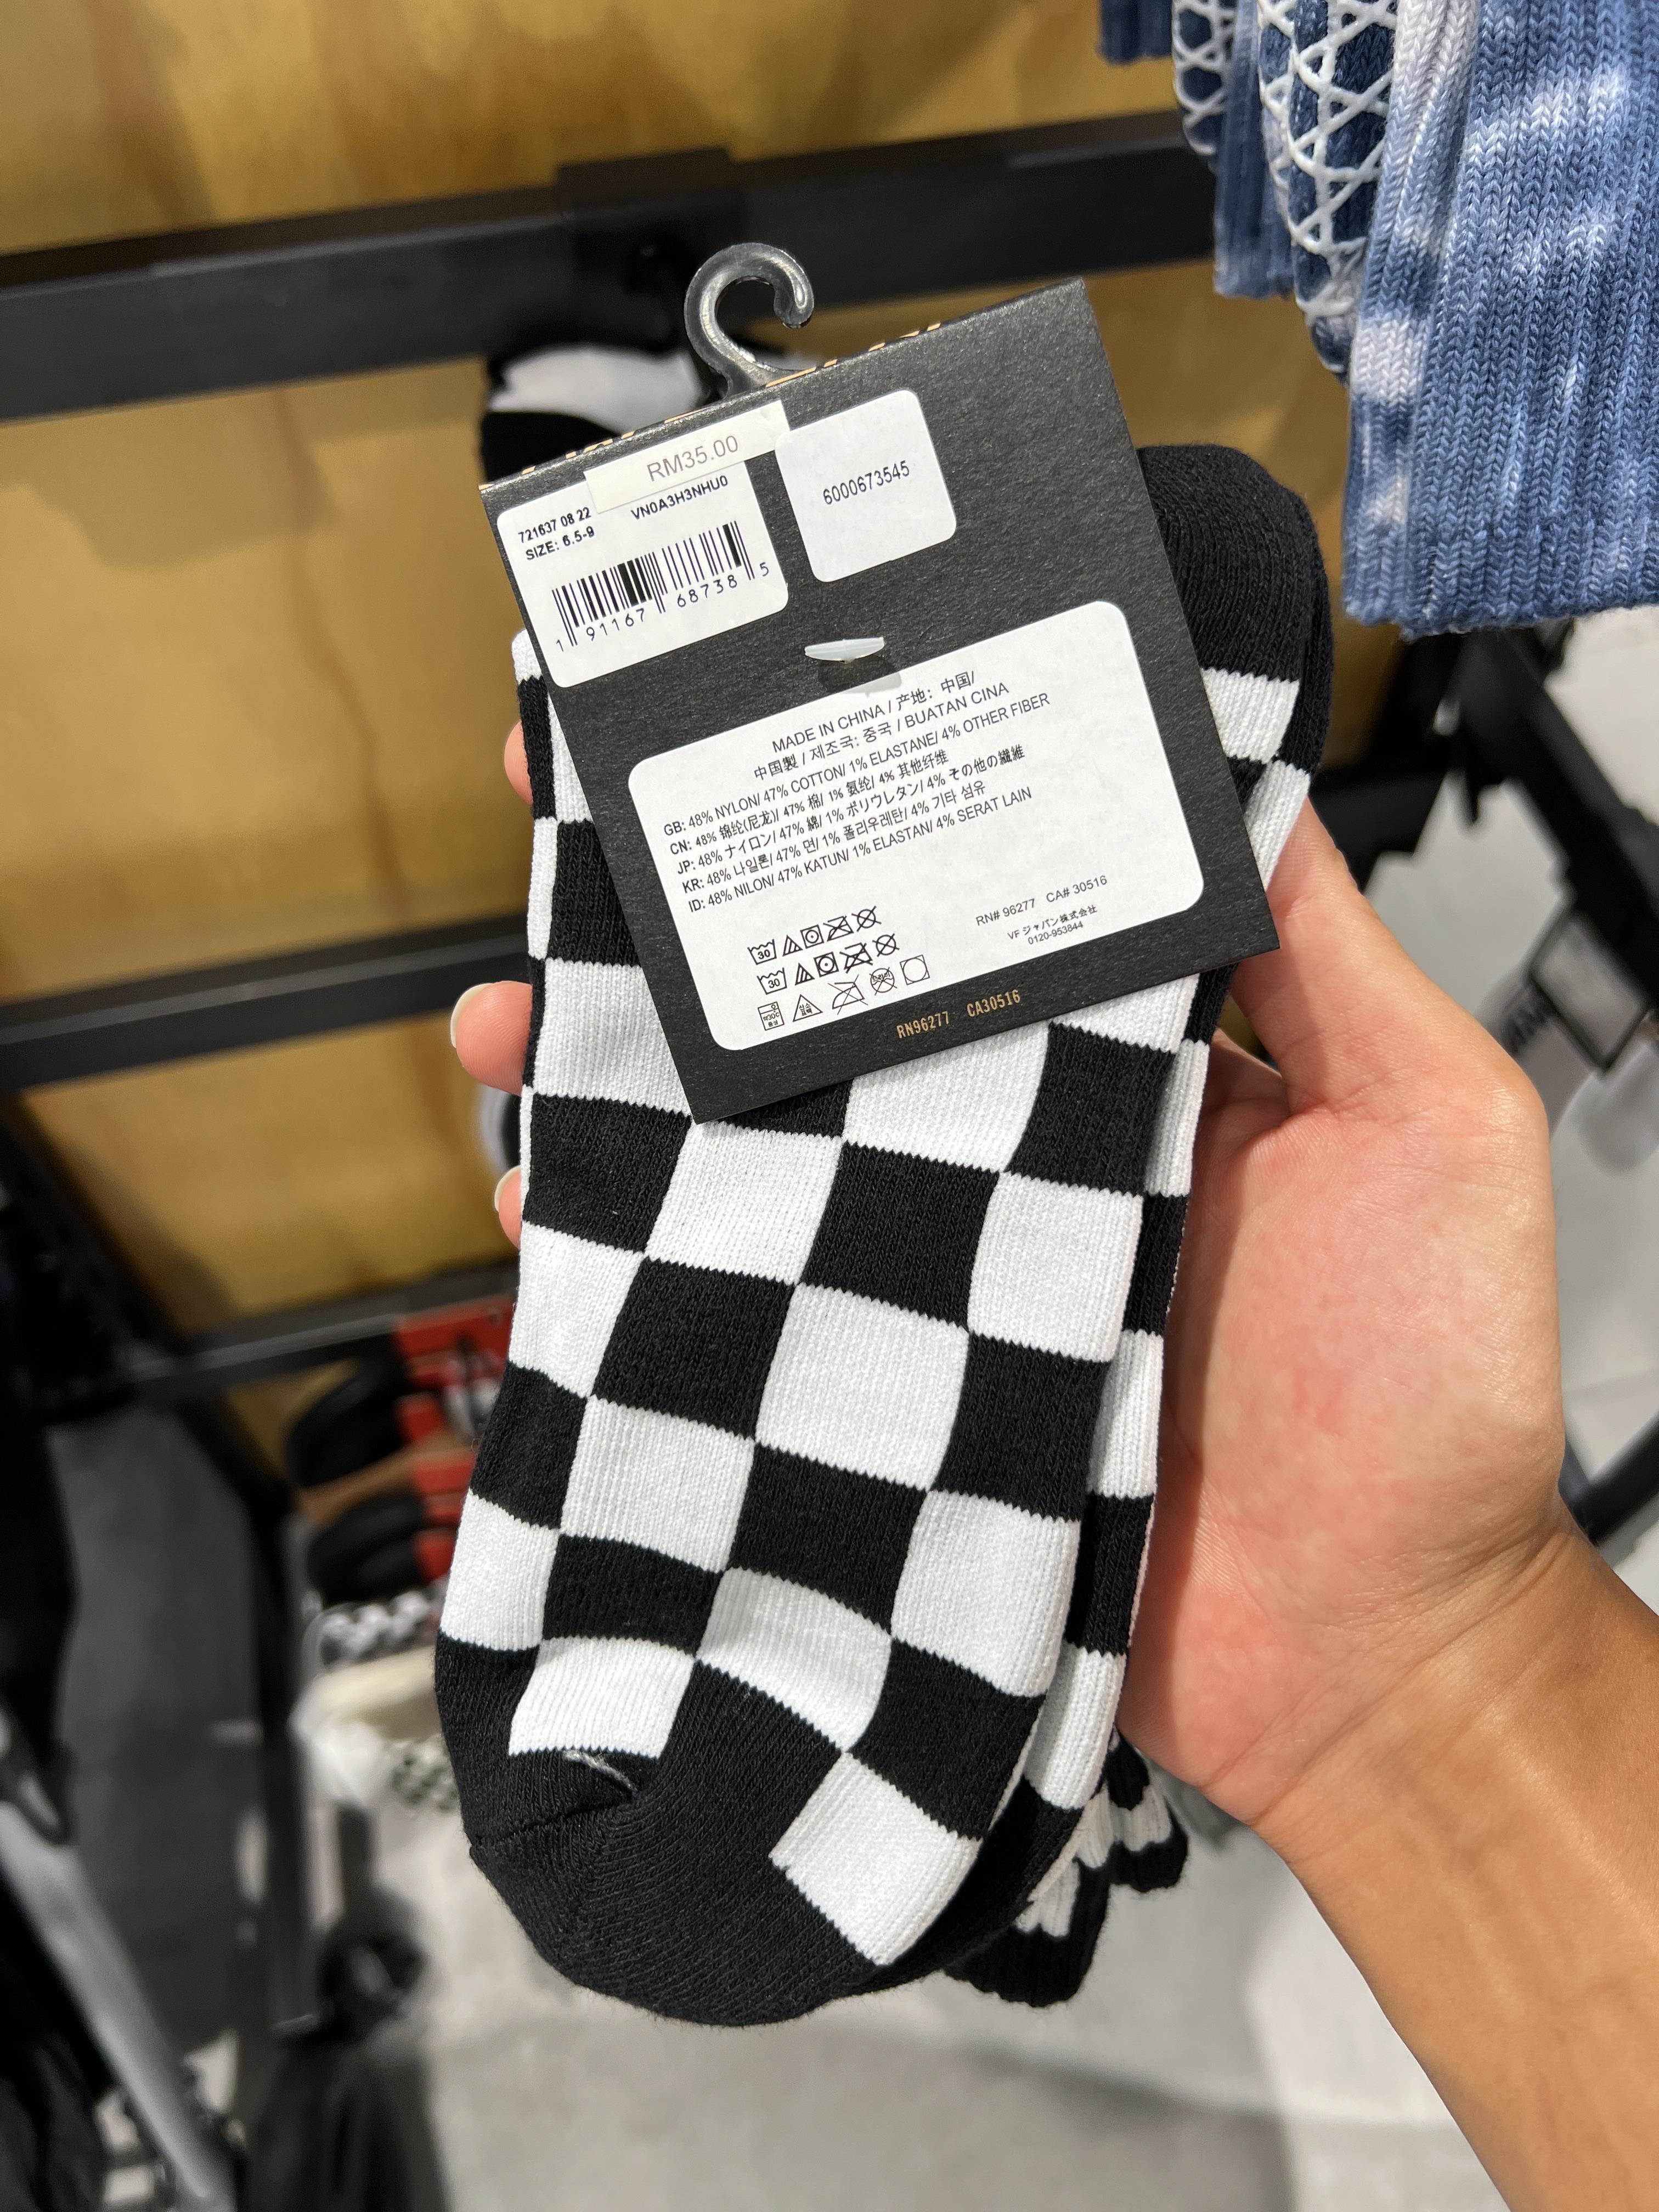 RM35.00
721637 08 22 VN0A3H3NHU0
SIZE: 6.5-9
1 91167 68738 5
6000673545
MADE IN CHINA / 产地: 中国/
中国製 / 제조국: 중국 / BUATAN CINA
GB: 48% NYLON/ 47% COTTON/ 1% ELASTANE/ 4% OTHER FIBER
CN: 48% 锦纶(尼龙)/ 47% 棉/ 1% 氨纶/ 4% 其他纤维
JP: 48% ナイロン/ 47% 綿/ 1% ポリウレタン/ 4% その他の繊維
KR: 48% 나일론/ 47% 면/ 1% 폴리우레탄/ 4% 기타 섬유
ID: 48% NILON/ 47% KATUN/ 1% ELASTAN/ 4% SERAT LAIN
30
30
RN# 96277 CA# 30516
VF ジャパン株式会社
0120-953844
RN96277 CA30516